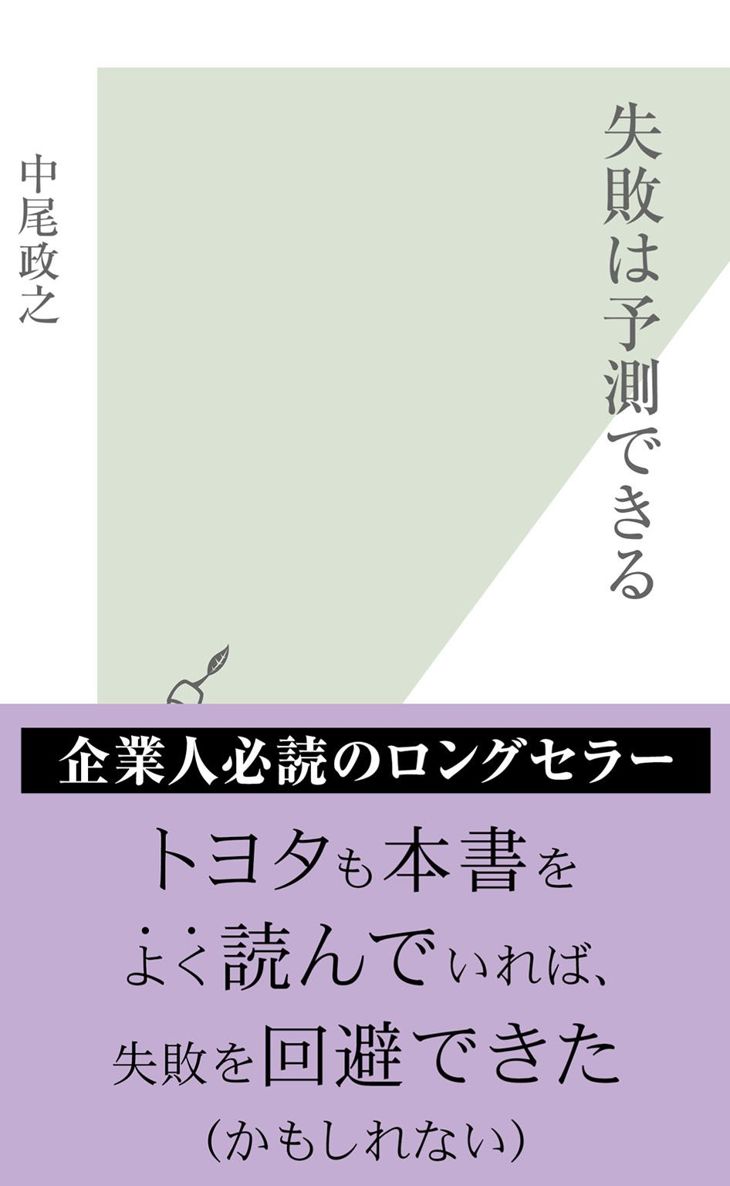 失敗は予測できる
中尾政之
企業人必読のロングセラー
トヨタも本書を
よく読んでいれば、
失敗を回避できた
（かもしれない）